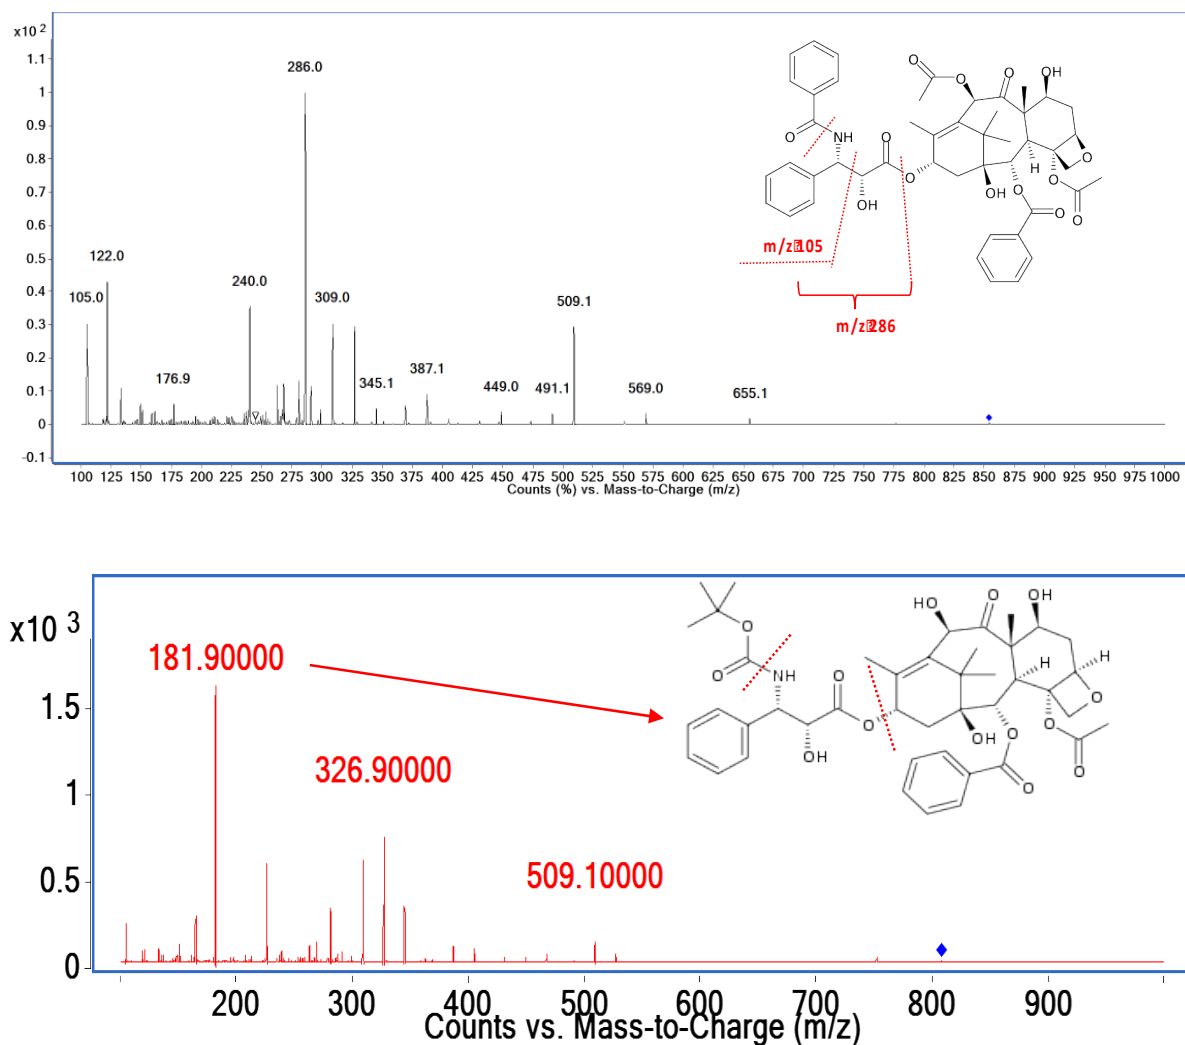 x10 2
1.1
1
0.9
0.8
0.7
0.6
0.5
0.4
0.3
0.2
0.1
0
-0.1
286.0
122.0
105.0
240.0
309.0
509.1
176.9
345.1
387.1
449.0
491.1
569.0
655.1
O
O
O
OH
O
NH
O
O
OH
H
OH
O
O
O
O
O
m/z 105
m/z 286
100 125 150 175 200 225 250 275 300 325 350 375 400 425 450 475 500 525 550 575 600 625 650 675 700 725 750 775 800 825 850 875 900 925 950 975 1000
Counts (%) vs. Mass-to-Charge (m/z)
x10 3
1.5
1
0.5
0
181.90000
326.90000
509.10000
O
O
NH
O
O
OH
HO
O
OH
H
H
H
OH
O
O
O
O
O
200 300 400 500 600 700 800 900
Counts vs. Mass-to-Charge (m/z)